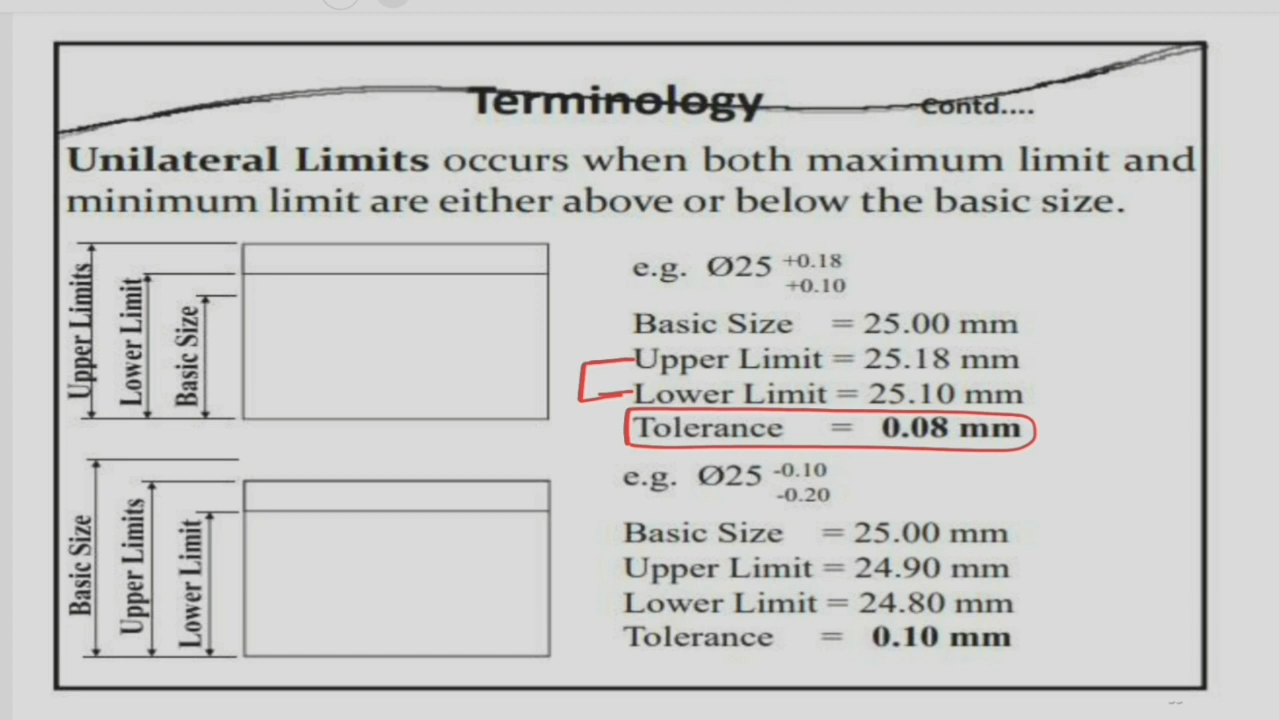 Terminology Contd....
Unilateral Limits occurs when both maximum limit and
minimum limit are either above or below the basic size.
Upper Limits
Lower Limit
Basic Size
e.g. Ø25 +0.18
+0.10
Basic Size = 25.00 mm
Upper Limit = 25.18 mm
Lower Limit = 25.10 mm
Tolerance = 0.08 mm
Basic Size
Upper Limits
Lower Limit
e.g. Ø25 -0.10
-0.20
Basic Size = 25.00 mm
Upper Limit = 24.90 mm
Lower Limit = 24.80 mm
Tolerance = 0.10 mm